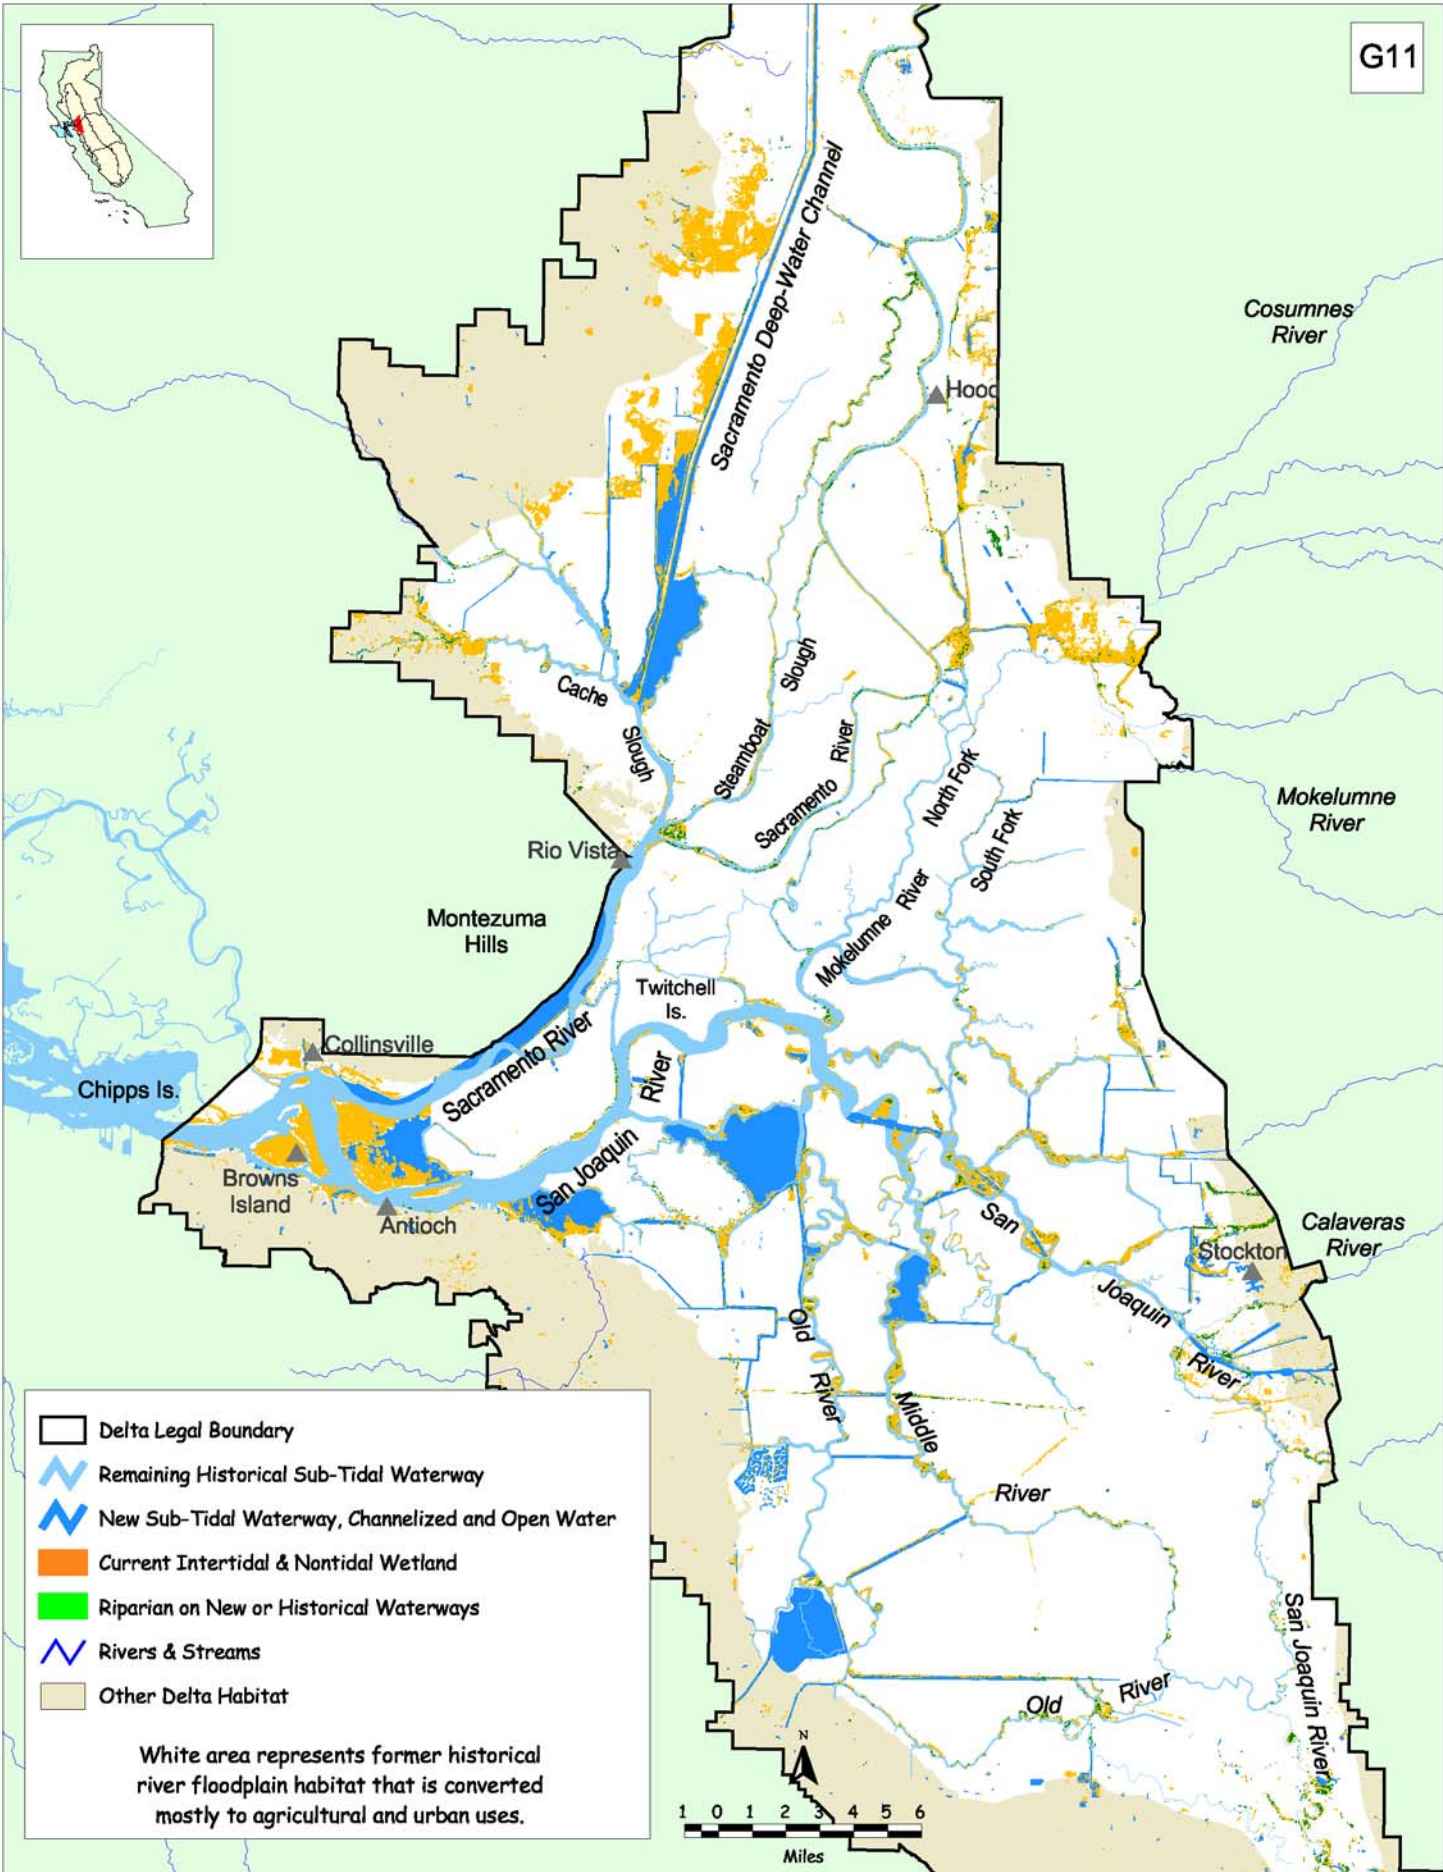 G11
Sacramento Deep-Water Channel
Cosumnes
River
Hood
Cache
Slough
Steamboat
Slough
Sacramento
River
North Fork
South Fork
Mokelumne
River
Mokelumne
River
Rio Vista
Montezuma
Hills
Twitchell
Is.
Collinsville
Sacramento River
Chipps Is.
River
San Joaquin
Browns
Island
Antioch
San
Joaquin
River
Calaveras
River
Stockton
Old
River
Middle
River
San Joaquin River
Old
River
Delta Legal Boundary
Remaining Historical Sub-Tidal Waterway
New Sub-Tidal Waterway, Channelized and Open Water
Current Intertidal & Nontidal Wetland
Riparian on New or Historical Waterways
Rivers & Streams
Other Delta Habitat
White area represents former historical
river floodplain habitat that is converted
mostly to agricultural and urban uses.
N
1 0 1 2 3 4 5 6
Miles